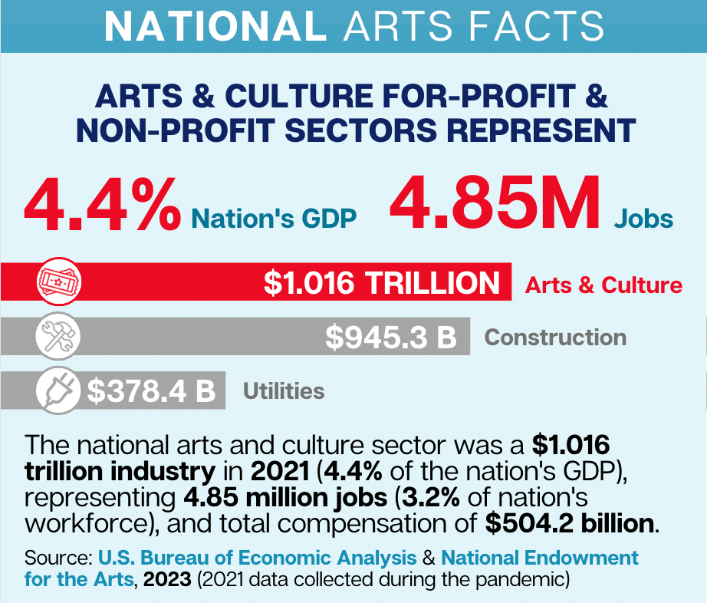 NATIONAL ARTS FACTS
ARTS & CULTURE FOR-PROFIT &
NON-PROFIT SECTORS REPRESENT
4.4% Nation's GDP 4.85M Jobs
$1.016 TRILLION Arts & Culture
$945.3 B Construction
$378.4 B Utilities
The national arts and culture sector was a $1.016
trillion industry in 2021 (4.4% of the nation's GDP),
representing 4.85 million jobs (3.2% of nation's
workforce), and total compensation of $504.2 billion.
Source: U.S. Bureau of Economic Analysis & National Endowment
for the Arts, 2023 (2021 data collected during the pandemic)